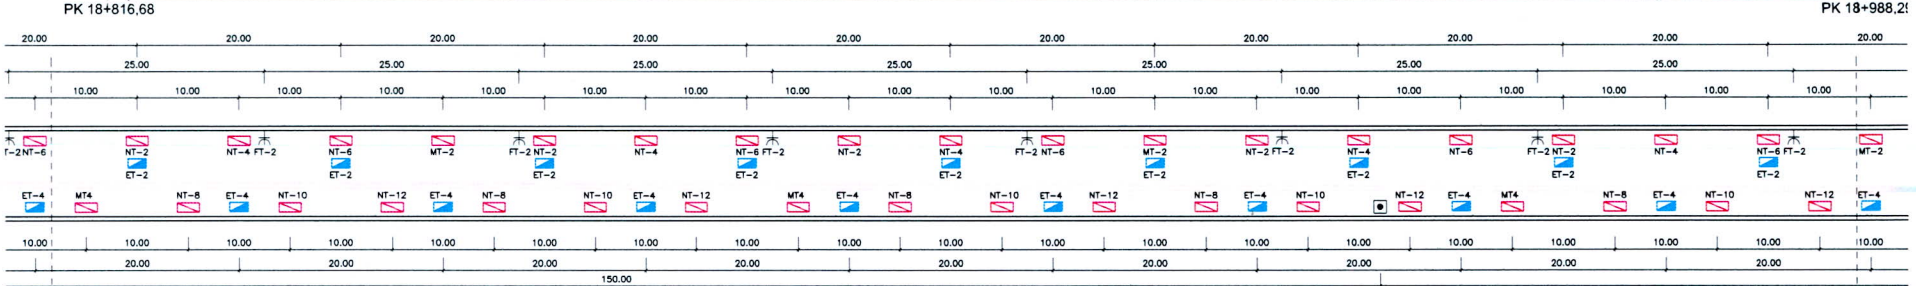 PK 18+816,68 PK 18+988,2
20.00 20.00 20.00 20.00 20.00 20.00 20.00 20.00 20.00 20.00
25.00 25.00 25.00 25.00 25.00 25.00 25.00
10.00 10.00 10.00 10.00 10.00 10.00 10.00 10.00 10.00 10.00 10.00 10.00 10.00 10.00 10.00 10.00 10.00 10.00
T-2 NT-6 NT-2 NT-4 FT-2 NT-6 MT-2 FT-2 NT-2 NT-4 NT-6 FT-2 NT-2 NT-4 FT-2 NT-6 MT-2 NT-2 FT-2 NT-4 NT-6 FT-2 NT-2 NT-4 NT-6 FT-2 MT-2
ET-2 ET-2 ET-2 ET-2 ET-2 ET-2 ET-2 ET-2 ET-2
ET-4 MT4 NT-8 ET-4 NT-10 NT-12 ET-4 NT-8 NT-10 ET-4 NT-12 MT4 ET-4 NT-8 NT-10 ET-4 NT-12 NT-8 ET-4 NT-10 NT-12 ET-4 MT4 NT-8 ET-4 NT-10 NT-12 ET-4
10.00 10.00 10.00 10.00 10.00 10.00 10.00 10.00 10.00 10.00 10.00 10.00 10.00 10.00 10.00 10.00 10.00 10.00 10.00
20.00 20.00 20.00 20.00 20.00 20.00 20.00 20.00 20.00
150.00